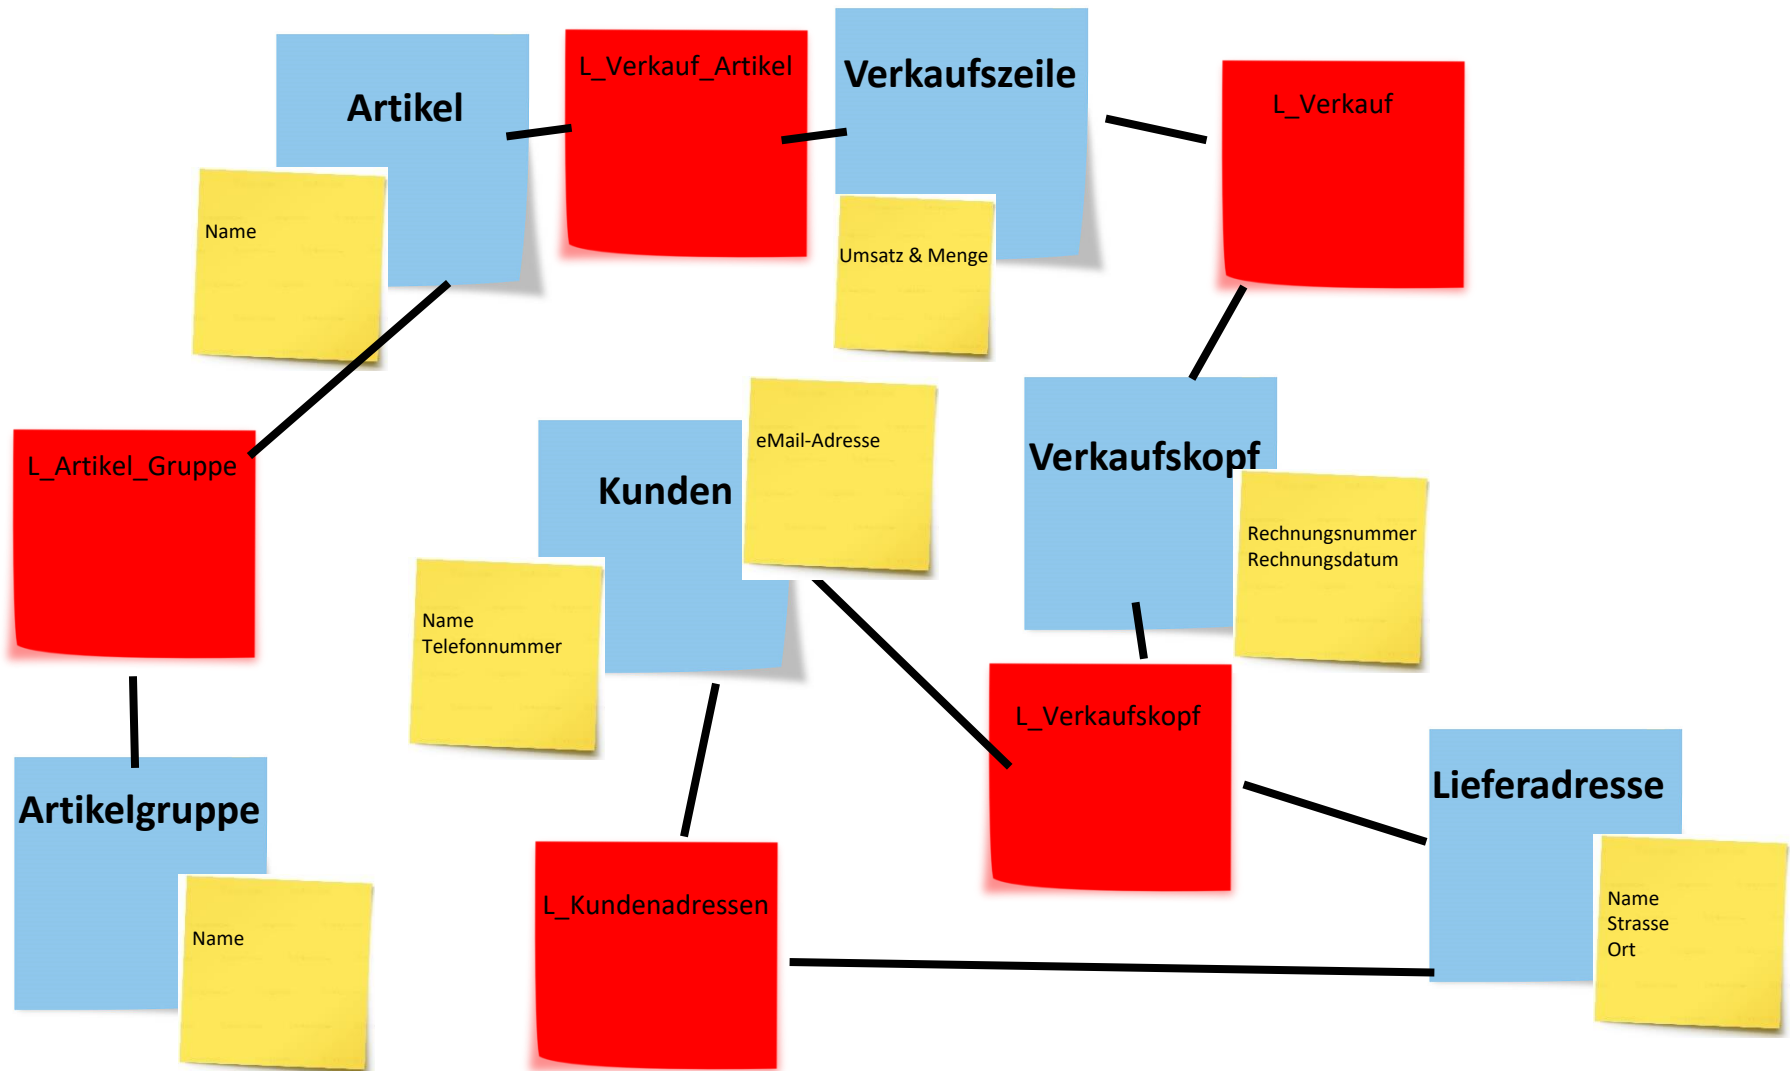 Artikel
L_Verkauf_Artikel
Verkaufszeile
L_Verkauf
Name
Umsatz & Menge
L_Artikel_Gruppe
Kunden
eMail-Adresse
Verkaufskopf
Rechnungsnummer
Rechnungsdatum
Name
Telefonnummer
L_Verkaufskopf
Artikelgruppe
Lieferadresse
L_Kundenadressen
Name
Name
Strasse
Ort